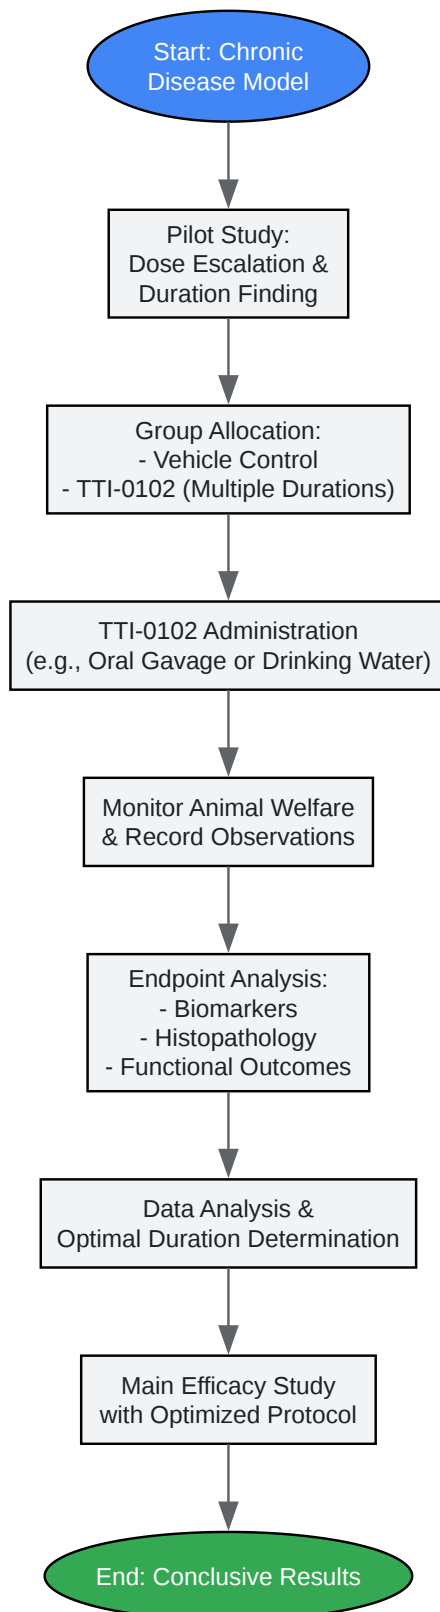 Start: Chronic
Disease Model
Pilot Study:
Dose Escalation &
Duration Finding
Group Allocation:
- Vehicle Control
- TTI-0102 (Multiple Durations)
TTI-0102 Administration
(e.g., Oral Gavage or Drinking Water)
Monitor Animal Welfare
& Record Observations
Endpoint Analysis:
- Biomarkers
- Histopathology
- Functional Outcomes
Data Analysis &
Optimal Duration Determination
Main Efficacy Study
with Optimized Protocol
End: Conclusive Results